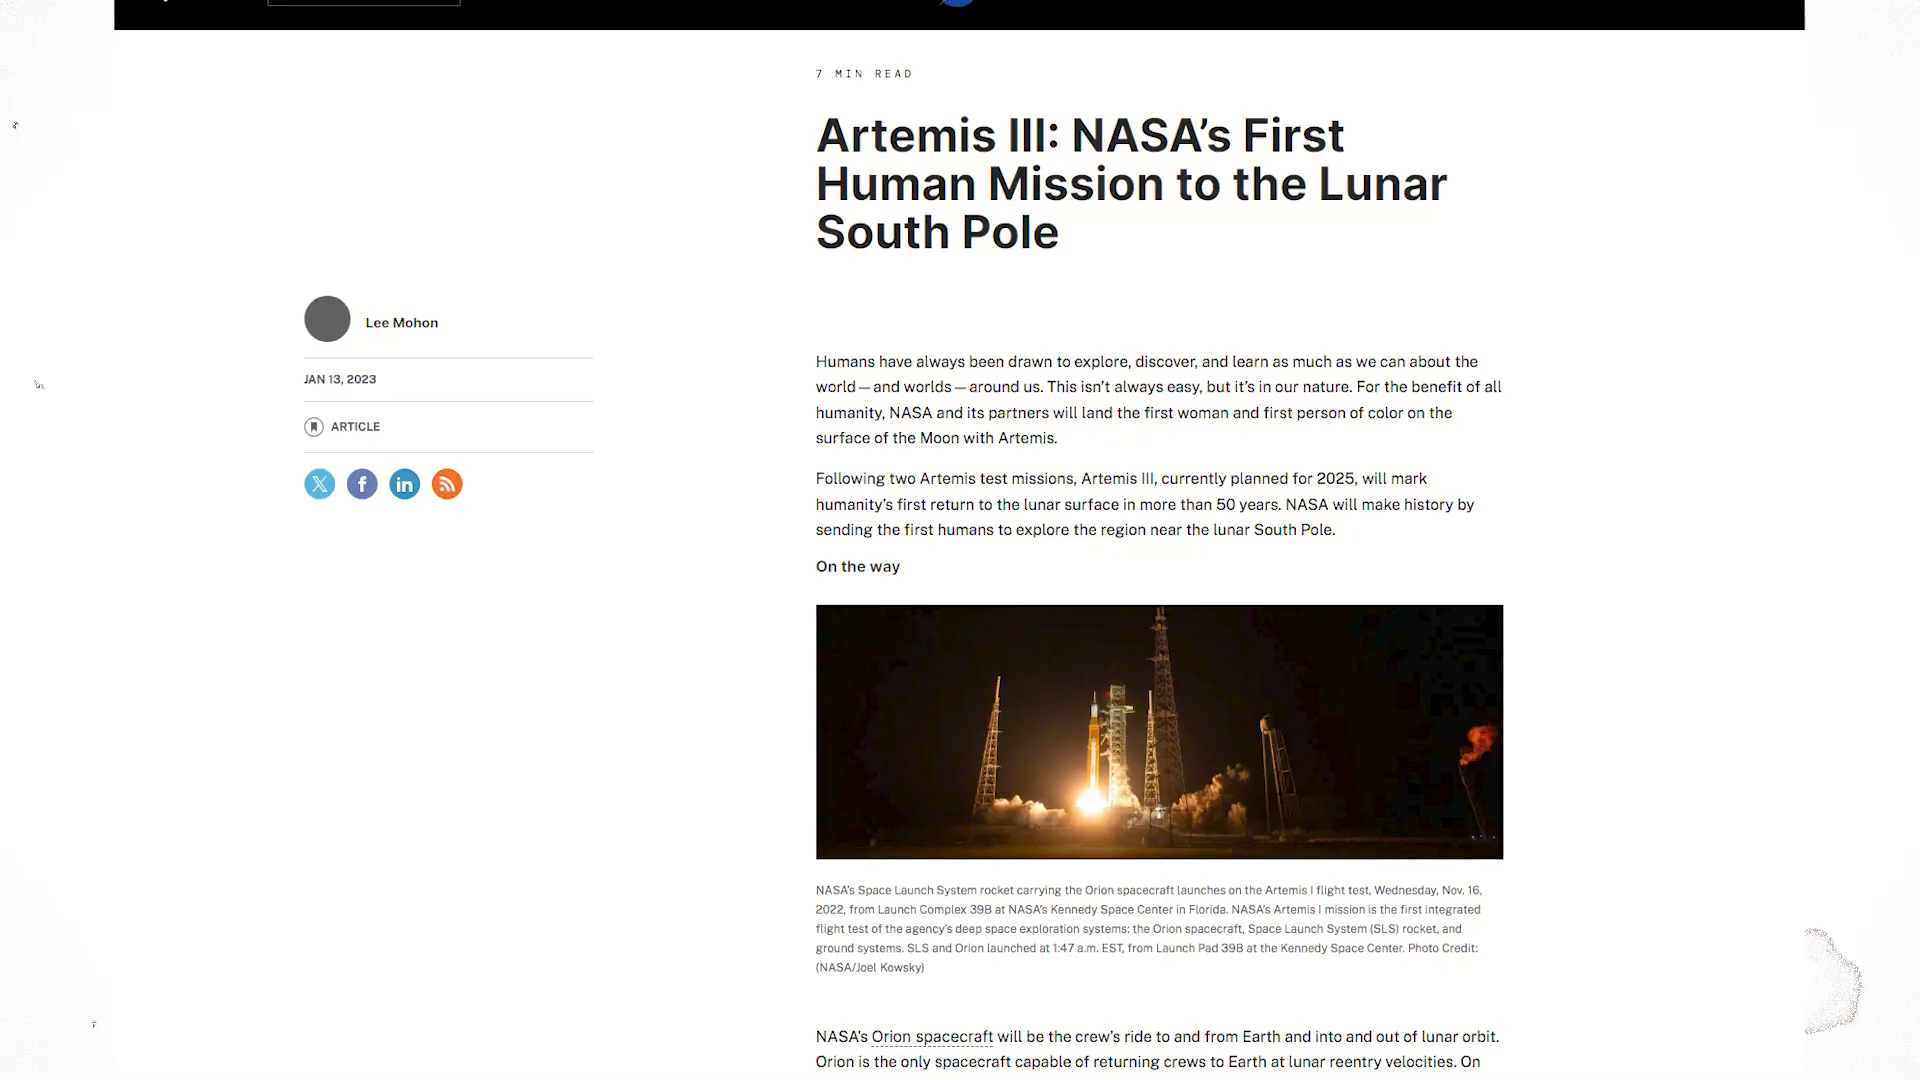 7 MIN READ
Artemis III: NASA’s First
Human Mission to the Lunar
South Pole
Lee Mohon
JAN 13, 2023
ARTICLE
Humans have always been drawn to explore, discover, and learn as much as we can about the
world — and worlds — around us. This isn’t always easy, but it’s in our nature. For the benefit of all
humanity, NASA and its partners will land the first woman and first person of color on the
surface of the Moon with Artemis.
Following two Artemis test missions, Artemis III, currently planned for 2025, will mark
humanity’s first return to the lunar surface in more than 50 years. NASA will make history by
sending the first humans to explore the region near the lunar South Pole.
On the way
NASA’s Space Launch System rocket carrying the Orion spacecraft launches on the Artemis I flight test, Wednesday, Nov. 16,
2022, from Launch Complex 39B at NASA’s Kennedy Space Center in Florida. NASA’s Artemis I mission is the first integrated
flight test of the agency’s deep space exploration systems: the Orion spacecraft, Space Launch System (SLS) rocket, and
ground systems. SLS and Orion launched at 1:47 a.m. EST, from Launch Pad 39B at the Kennedy Space Center. Photo Credit:
(NASA/Joel Kowsky)
NASA’s Orion spacecraft will be the crew’s ride to and from Earth and into and out of lunar orbit.
Orion is the only spacecraft capable of returning crews to Earth at lunar reentry velocities. On